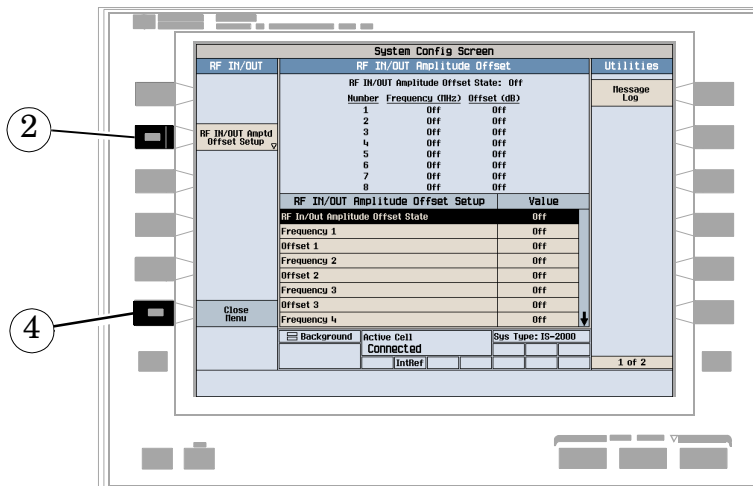 System Config Screen
RF IN/OUT
RF IN/OUT Amplitude Offset
Utilities
RF IN/OUT Amplitude Offset State: Off
Number Frequency (MHz) Offset (dB)
1 Off Off
2 Off Off
3 Off Off
4 Off Off
5 Off Off
6 Off Off
7 Off Off
8 Off Off
Message
Log
2
RF IN/OUT Amptd
Offset Setup
RF IN/OUT Amplitude Offset Setup Value
RF In/Out Amplitude Offset State Off
Frequency 1 Off
Offset 1 Off
Frequency 2 Off
Offset 2 Off
Frequency 3 Off
Offset 3 Off
Frequency 4 Off
4
Close
Menu
Background
Active Cell
Connected
Sys Type: IS-2000
IntRef
1 of 2